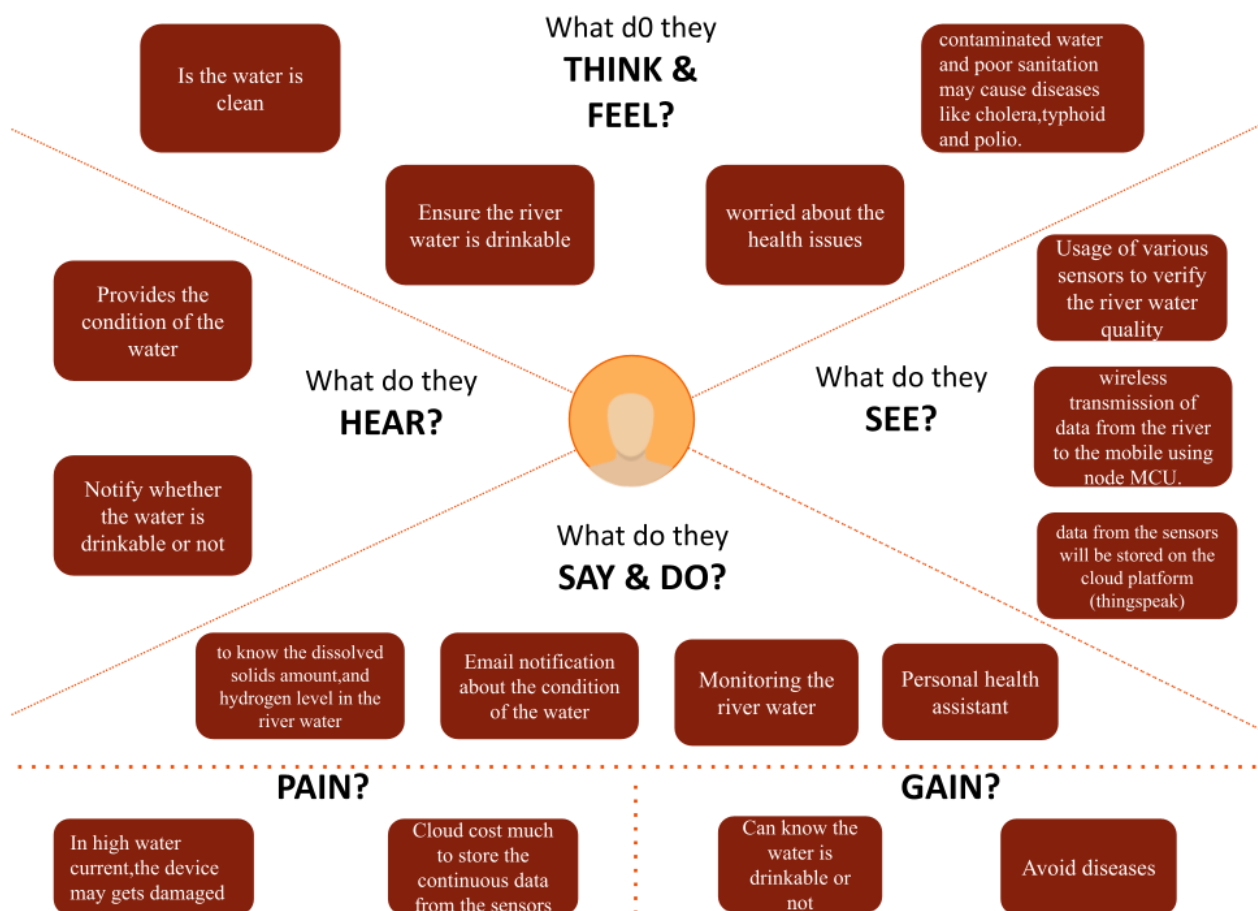 What d0 they
THINK &
FEEL?
Is the water is
clean
Ensure the river
water is drinkable
worried about the
health issues
contaminated water
and poor sanitation
may cause diseases
like cholera,typhoid
and polio.
What do they
HEAR?
Provides the
condition of the
water
Notify whether
the water is
drinkable or not
What do they
SEE?
Usage of various
sensors to verify
the river water
quality
wireless
transmission of
data from the river
to the mobile using
node MCU.
data from the sensors
will be stored on the
cloud platform
(thingspeak)
What do they
SAY & DO?
to know the dissolved
solids amount,and
hydrogen level in the
river water
Email notification
about the condition
of the water
Monitoring the
river water
Personal health
assistant
PAIN?
In high water
current,the device
may gets damaged
Cloud cost much
to store the
continuous data
from the sensors
GAIN?
Can know the
water is
drinkable or
not
Avoid diseases